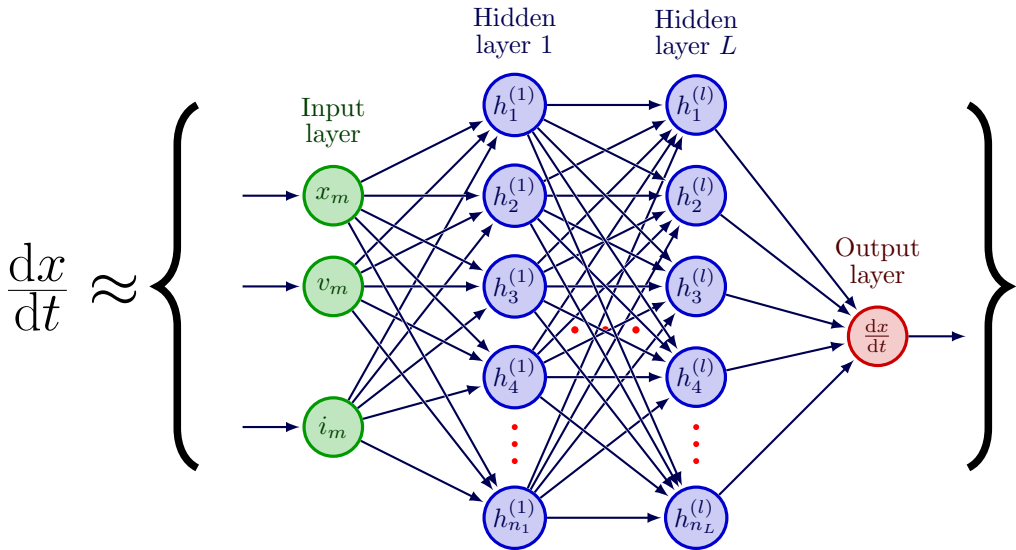 Hidden
layer 1
Hidden
layer L
Input
layer
Output
layer
dx/dt ≈ {
x_m
v_m
i_m
h_1^{(1)}
h_2^{(1)}
h_3^{(1)}
h_4^{(1)}
h_{n_1}^{(1)}
h_1^{(l)}
h_2^{(l)}
h_3^{(l)}
h_4^{(l)}
h_{n_L}^{(l)}
dx/dt
}